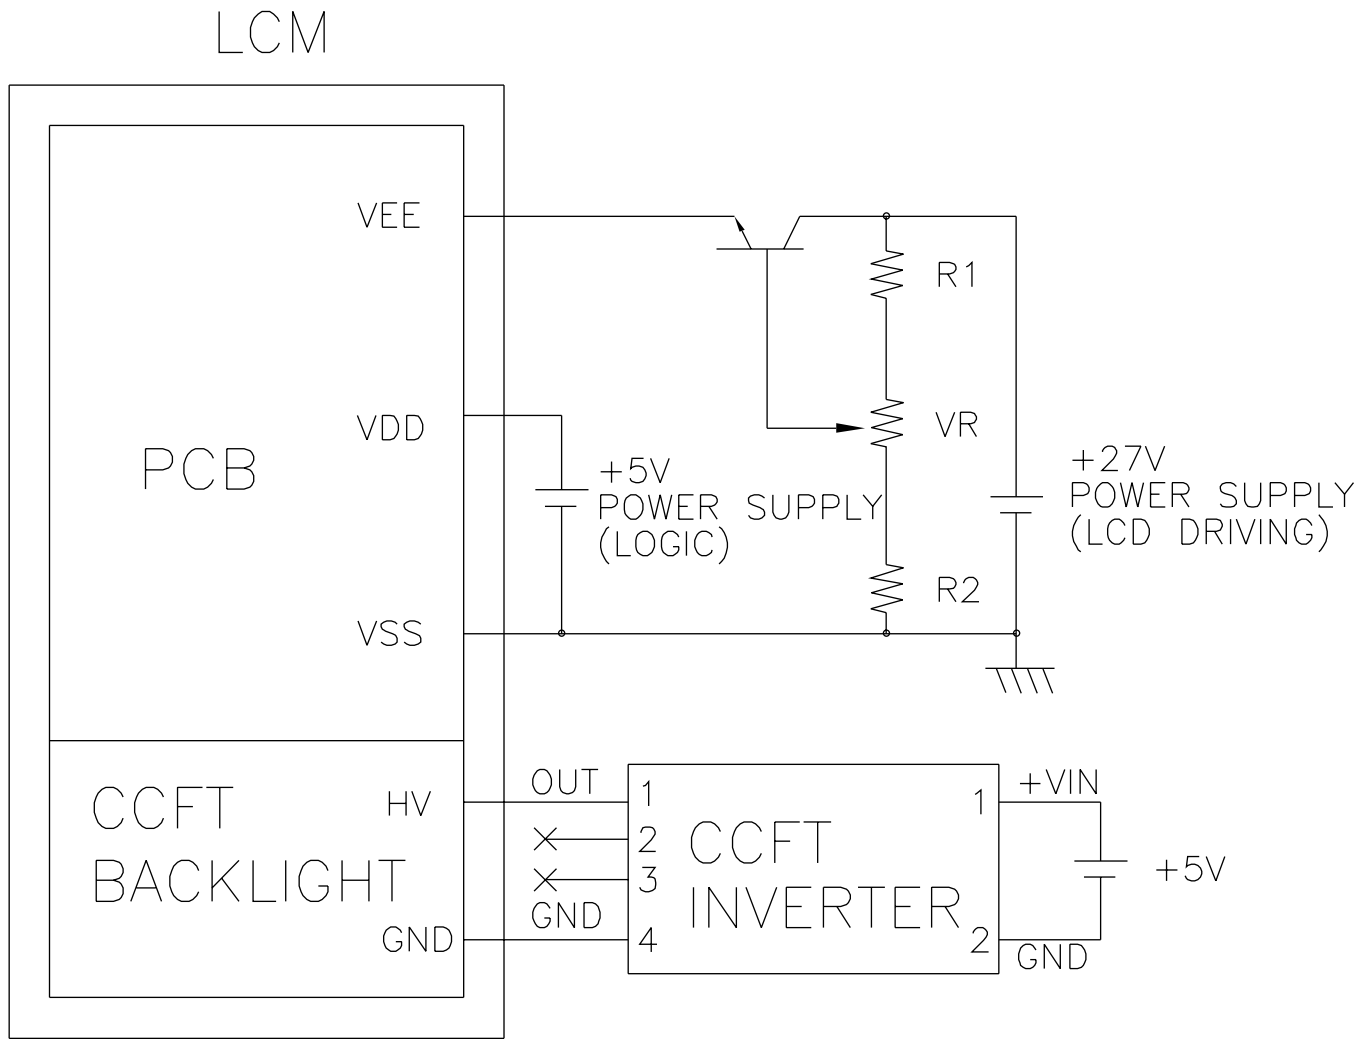 LCM
VEE
R1
VDD
VR
PCB
+5V
POWER SUPPLY
(LOGIC)
+27V
POWER SUPPLY
(LCD DRIVING)
R2
VSS
CCFT
BACKLIGHT
HV
OUT
GND
GND
1
2
3
4
CCFT
INVERTER
1
2
+VIN
+5V
GND